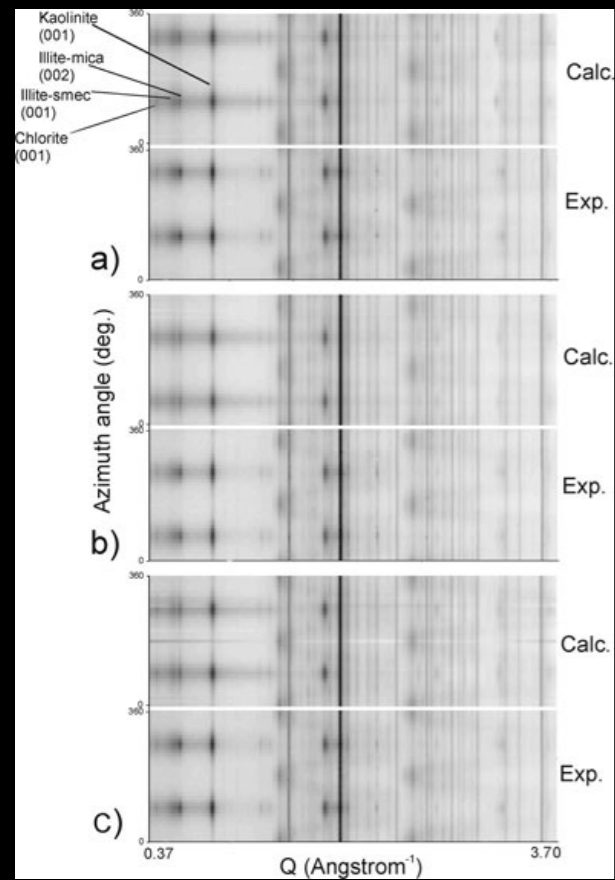 Kaolinite
(001)
Illite-mica
(002)
Illite-smec
(001)
Chlorite
(001)
360
0
360
0
Calc.
Exp.
a)
360
0
360
0
Calc.
Exp.
b)
Azimuth angle (deg.)
360
0
360
0
Calc.
Exp.
c)
0.37
3.70
Q (Angstrom⁻¹)